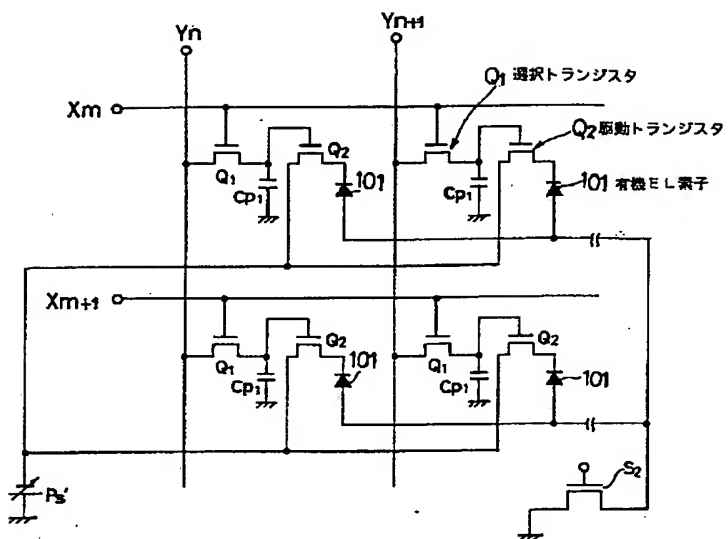 Yn
Yn+1
Q1 選択トランジスタ
Xm
Q2 駆動トランジスタ
Q1
Q2
Cp1
101
Q1
Cp1
101 有機EL素子
Xm+1
Q1
Q2
Cp1
101
Q1
Q2
Cp1
101
Ps'
S2